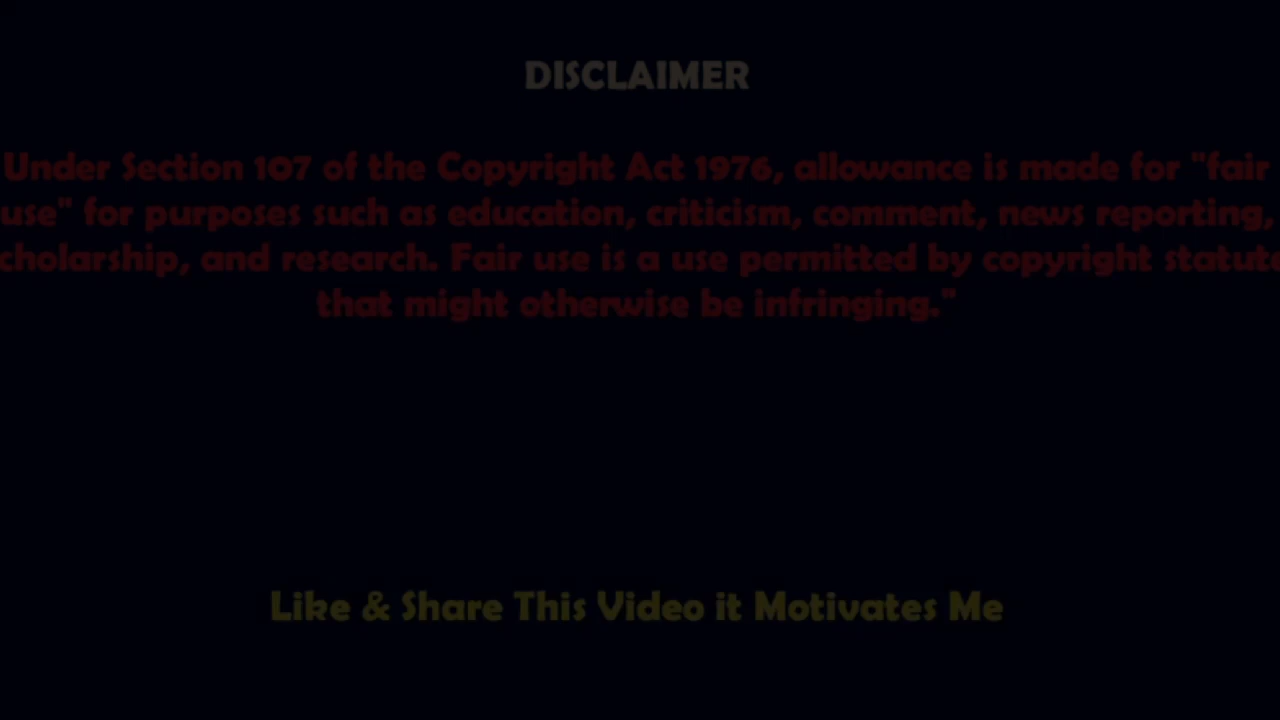 DISCLAIMER
Under Section 107 of the Copyright Act 1976, allowance is made for "fair
use" for purposes such as education, criticism, comment, news reporting,
cholarship, and research. Fair use is a use permitted by copyright statute
that might otherwise be infringing."
Like & Share This Video it Motivates Me